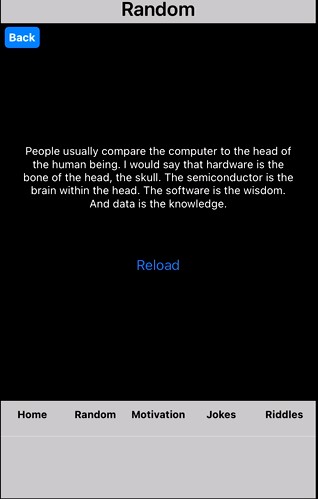 Random
Back
People usually compare the computer to the head of
the human being. I would say that hardware is the
bone of the head, the skull. The semiconductor is the
brain within the head. The software is the wisdom.
And data is the knowledge.
Reload
Home Random Motivation Jokes Riddles